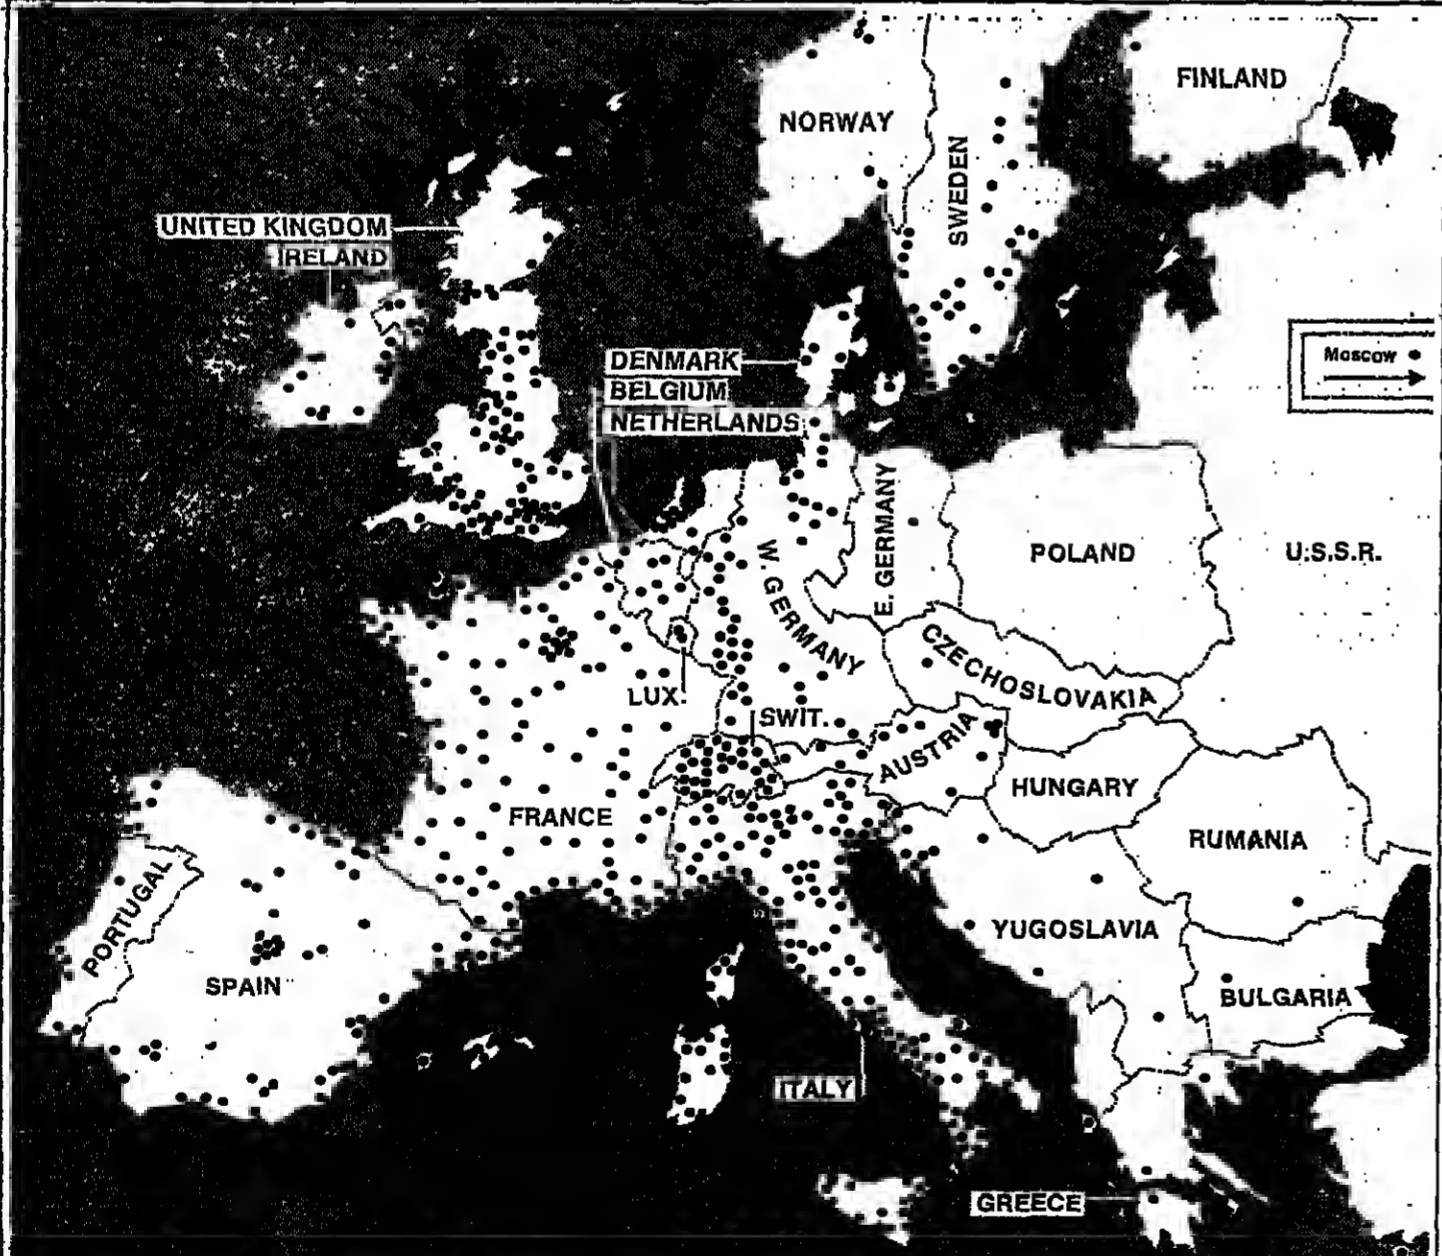 FINLAND
NORWAY
SWEDEN
UNITED KINGDOM
IRELAND
DENMARK
BELGIUM
NETHERLANDS
Moscow
W. GERMANY
E. GERMANY
POLAND
U.S.S.R.
CZECHOSLOVAKIA
LUX.
SWIT.
AUSTRIA
HUNGARY
FRANCE
RUMANIA
PORTUGAL
SPAIN
YUGOSLAVIA
BULGARIA
ITALY
GREECE